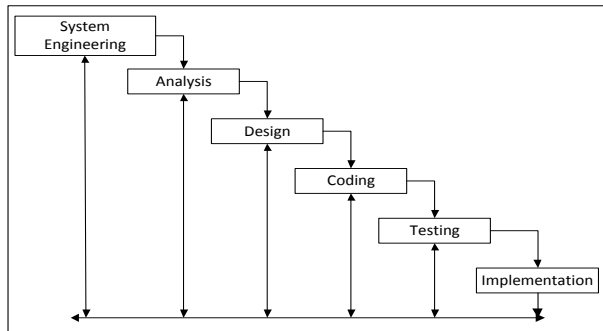 System
Engineering
Analysis
Design
Coding
Testing
Implementation